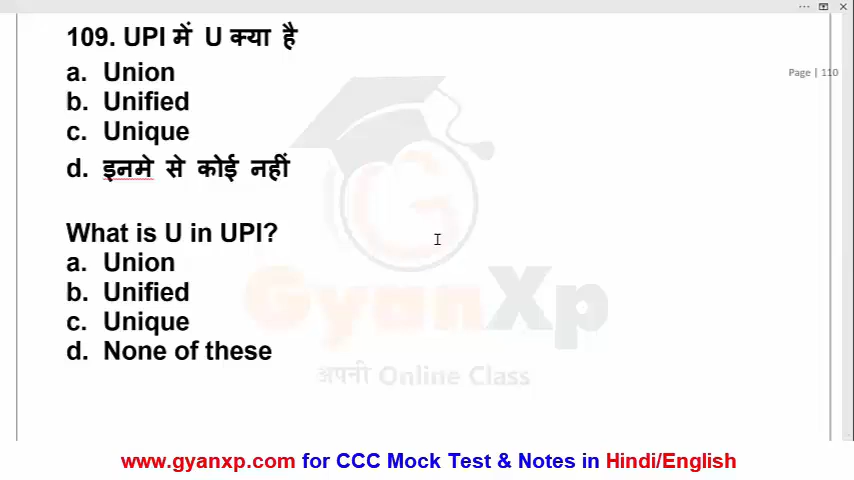 109. UPI में U क्या है
Page | 110
a. Union
b. Unified
c. Unique
d. इनमे से कोई नहीं
What is U in UPI?
a. Union
b. Unified
c. Unique
d. None of these
GyanXp
अपनी Online Class
www.gyanxp.com for CCC Mock Test & Notes in Hindi/English